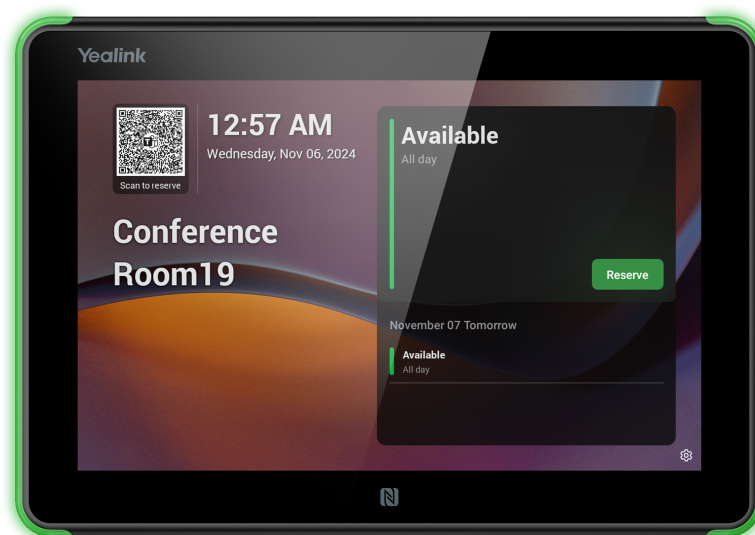 Yealink
12:57 AM
Wednesday, Nov 06, 2024
Scan to reserve
Conference
Room19
Available
All day
Reserve
November 07 Tomorrow
Available
All day